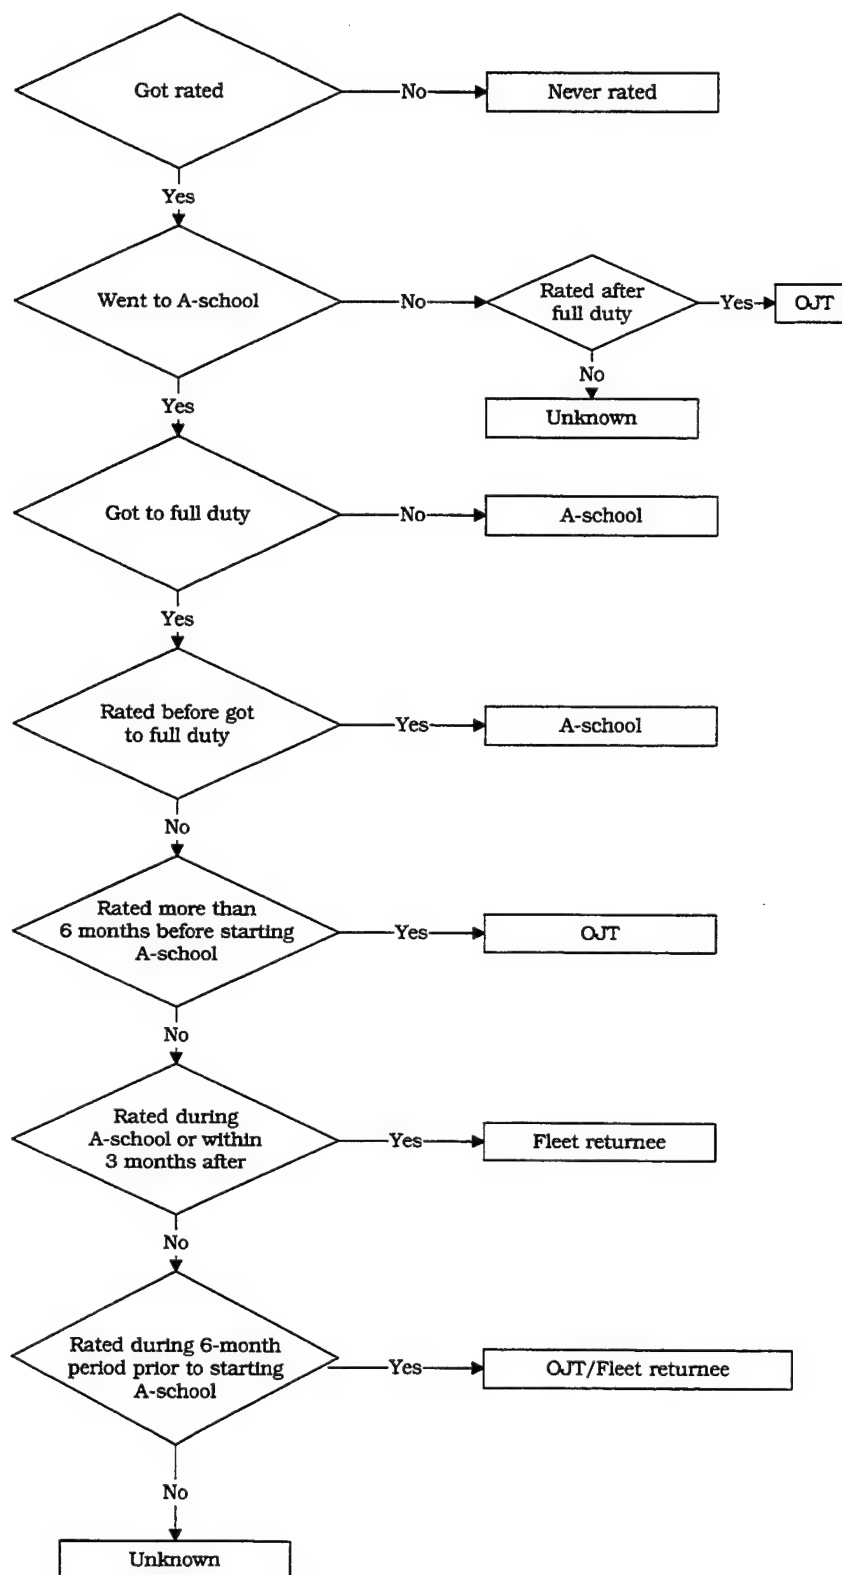 Got rated
No
Never rated
Yes
Went to A-school
No
Rated after
full duty
Yes
OJT
No
Unknown
Yes
Got to full duty
No
A-school
Yes
Rated before got
to full duty
Yes
A-school
No
Rated more than
6 months before starting
A-school
Yes
OJT
No
Rated during
A-school or within
3 months after
Yes
Fleet returnee
No
Rated during 6-month
period prior to starting
A-school
Yes
OJT/Fleet returnee
No
Unknown